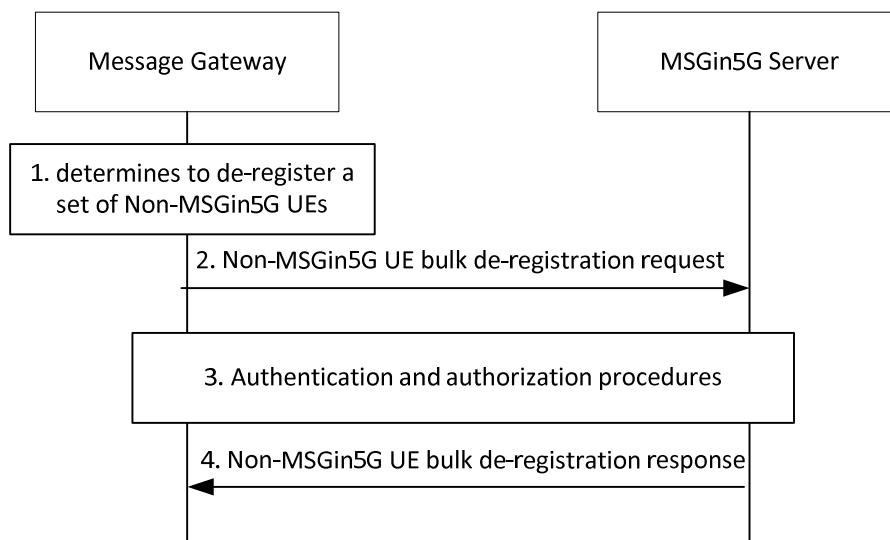 Message Gateway
MSGin5G Server
1. determines to de-register a
set of Non-MSGin5G UEs
2. Non-MSGin5G UE bulk de-registration request
3. Authentication and authorization procedures
4. Non-MSGin5G UE bulk de-registration response